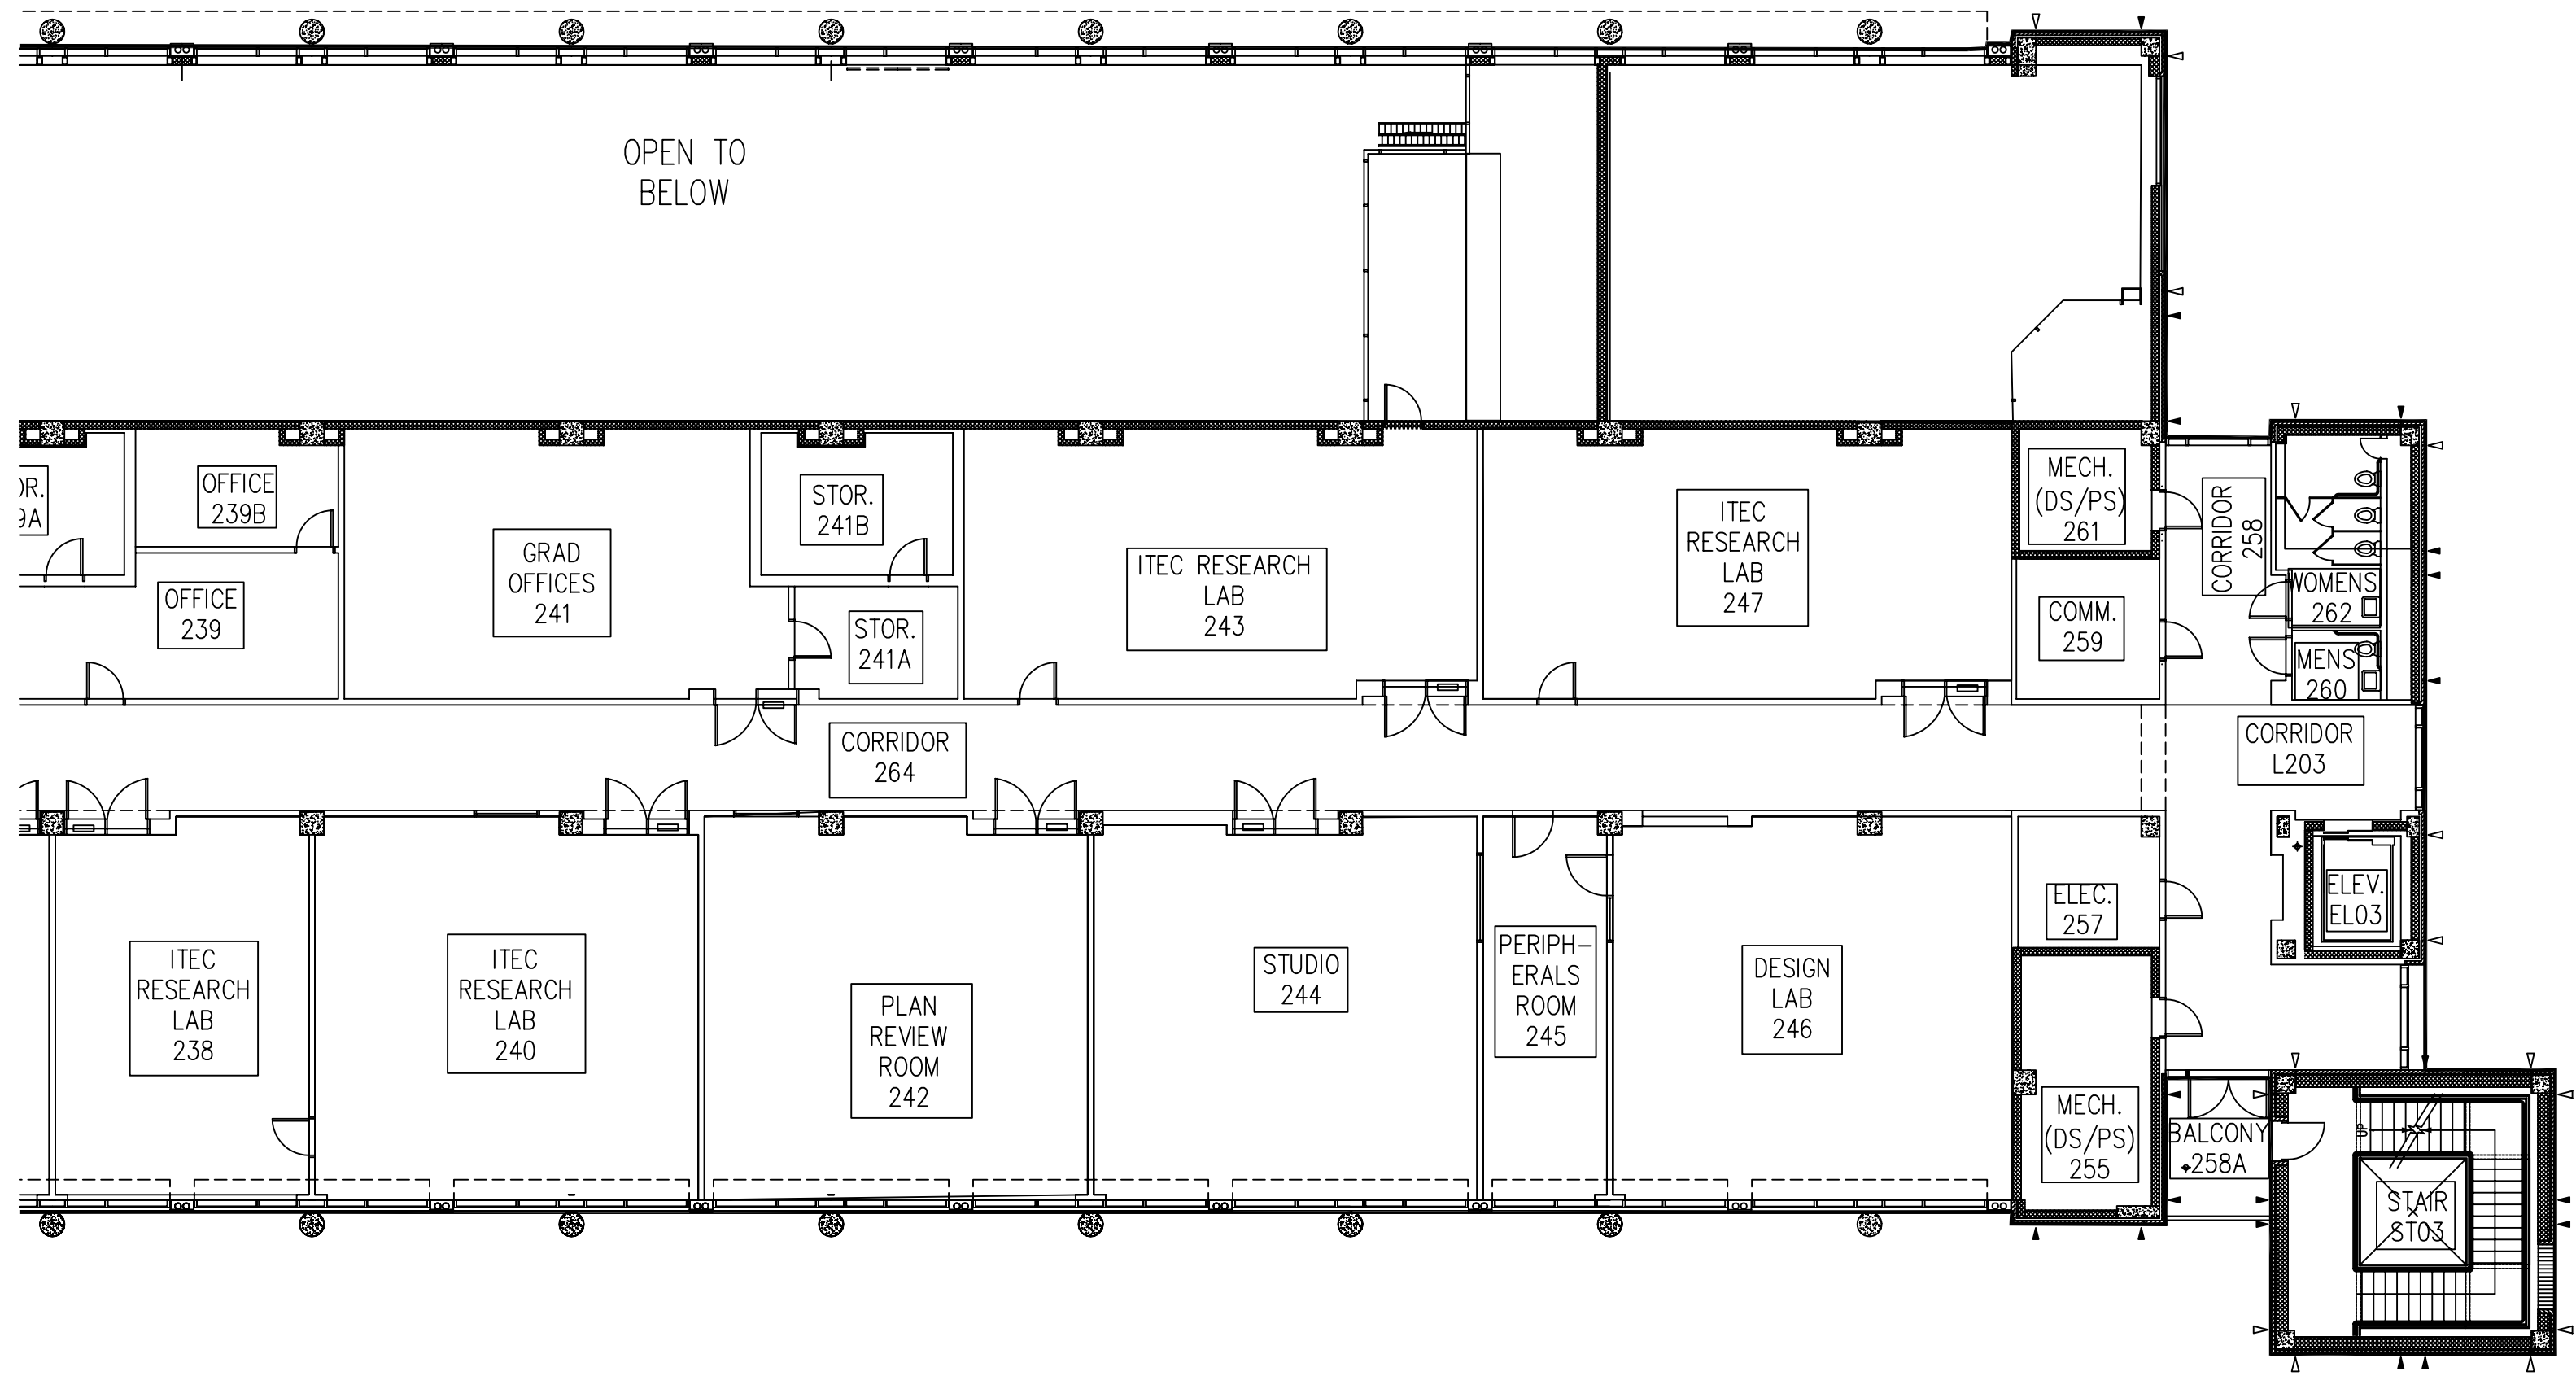 OPEN TO
BELOW
OR.
9A
OFFICE
239B
OFFICE
239
GRAD
OFFICES
241
STOR.
241B
STOR.
241A
ITEC RESEARCH
LAB
243
ITEC
RESEARCH
LAB
247
MECH.
(DS/PS)
261
COMM.
259
CORRIDOR
258
WOMENS
262
MENS
260
CORRIDOR
264
CORRIDOR
L203
ITEC
RESEARCH
LAB
238
ITEC
RESEARCH
LAB
240
PLAN
REVIEW
ROOM
242
STUDIO
244
PERIPH-
ERALS
ROOM
245
DESIGN
LAB
246
ELEC.
257
ELEV.
EL03
MECH.
(DS/PS)
255
BALCONY
258A
UP
STAIR
ST03